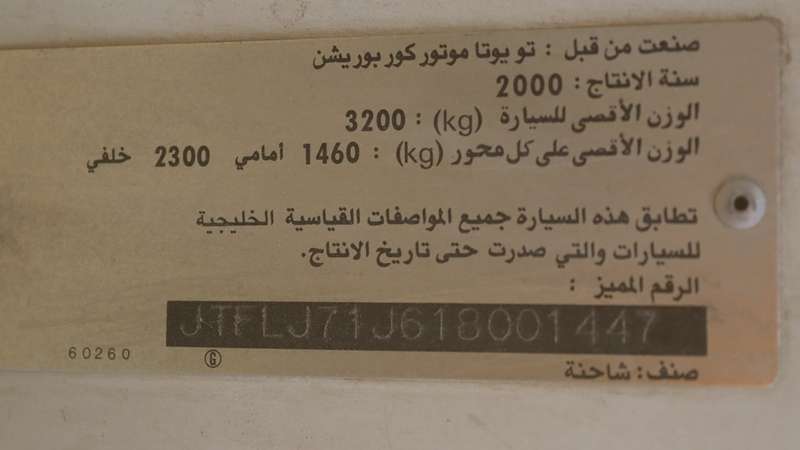 صنعت من قبل : تويوتا موتور كوربوريشن
سنة الانتاج: 2000
الوزن الأقصى للسيارة (kg) : 3200
الوزن الأقصى على كل محور (kg) : 1460 أمامي 2300 خلفي
تطابق هذه السيارة جميع المواصفات القياسية الخليجية
للسيارات والتي صدرت حتى تاريخ الانتاج.
الرقم المميز :
JTFLJ71J618001447
صنف: شاحنة
60260 G